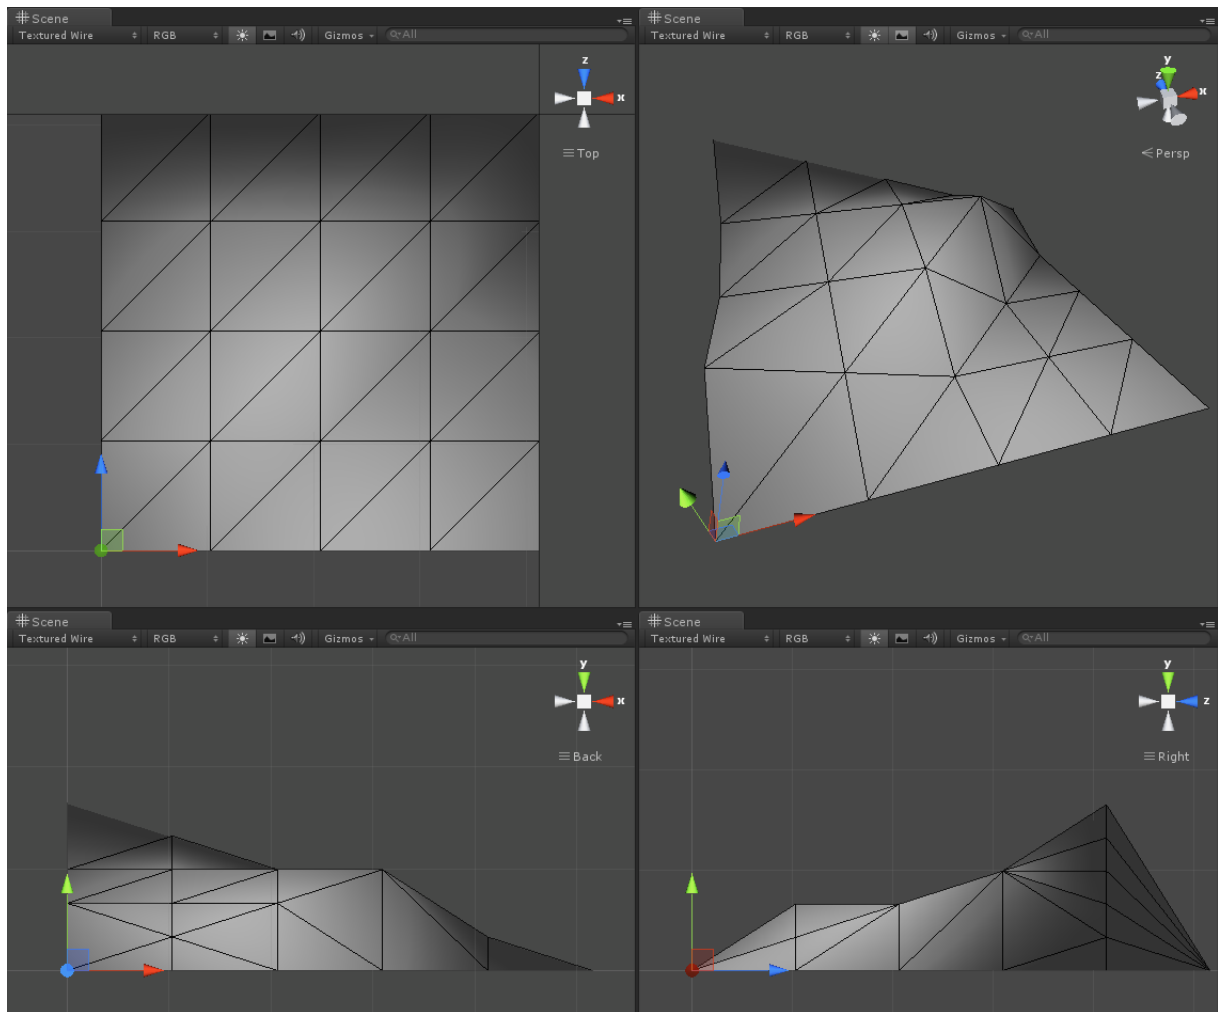 Scene
Textured Wire RGB Gizmos All
z
x
Top
Scene
Textured Wire RGB Gizmos All
y
z
x
Persp
Scene
Textured Wire RGB Gizmos All
y
x
Back
Scene
Textured Wire RGB Gizmos All
y
z
Right